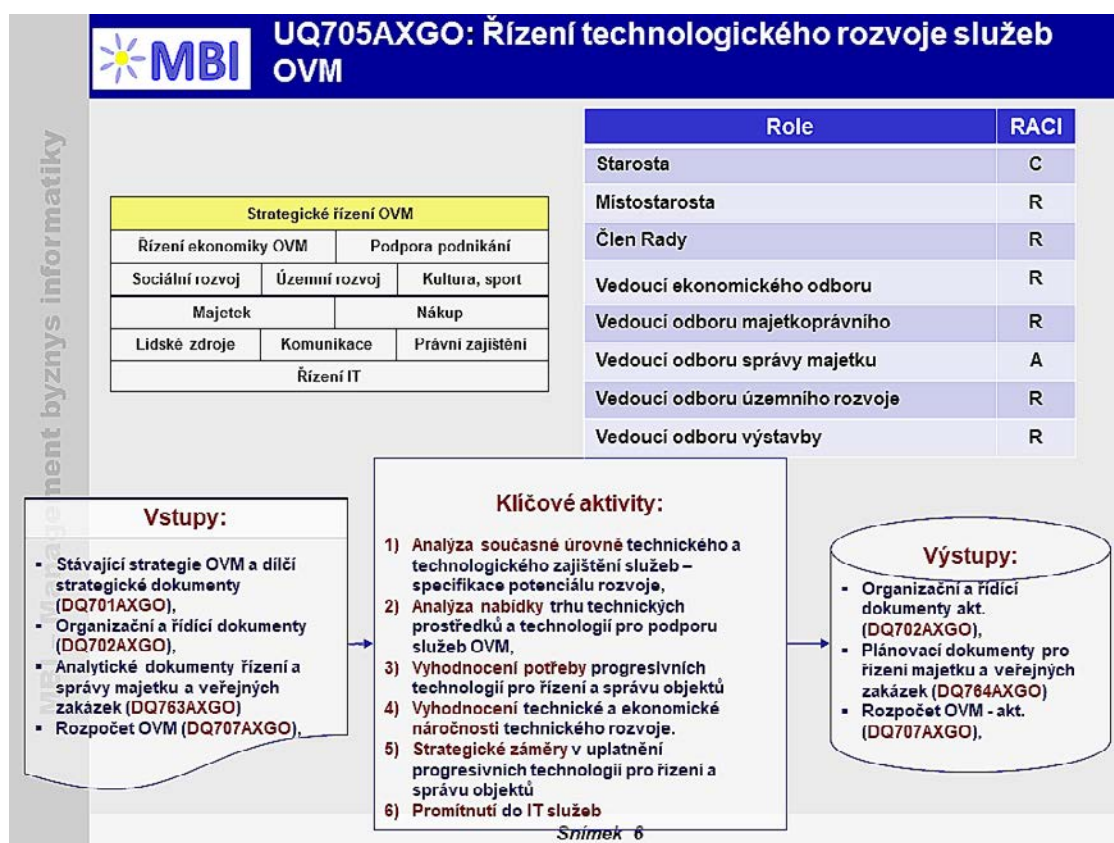 MBI
UQ705AXGO: Řízení technologického rozvoje služeb
OVM
MBI – Management byznys informatiky
Role RACI
Starosta C
Místostarosta R
Člen Rady R
Vedoucí ekonomického odboru R
Vedoucí odboru majetkoprávního R
Vedoucí odboru správy majetku A
Vedoucí odboru územního rozvoje R
Vedoucí odboru výstavby R
Strategické řízení OVM
Řízení ekonomiky OVM Podpora podnikání
Sociální rozvoj Územní rozvoj Kultura, sport
Majetek Nákup
Lidské zdroje Komunikace Právní zajištění
Řízení IT
Vstupy:
▪ Stávající strategie OVM a dílčí
strategické dokumenty
(DQ701AXGO),
▪ Organizační a řídící dokumenty
(DQ702AXGO),
▪ Analytické dokumenty řízení a
správy majetku a veřejných
zakázek (DQ763AXGO)
▪ Rozpočet OVM (DQ707AXGO),
Klíčové aktivity:
1) Analýza současné úrovně technického a
technologického zajištění služeb –
specifikace potenciálu rozvoje,
2) Analýza nabídky trhu technických
prostředků a technologií pro podporu
služeb OVM,
3) Vyhodnocení potřeby progresivních
technologií pro řízení a správu objektů
4) Vyhodnocení technické a ekonomické
náročnosti technického rozvoje.
5) Strategické záměry v uplatnění
progresivních technologií pro řízení a
správu objektů
6) Promítnutí do IT služeb
Výstupy:
▪ Organizační a řídící
dokumenty akt.
(DQ702AXGO),
▪ Plánovací dokumenty pro
řízení majetku a veřejných
zakázek (DQ764AXGO)
▪ Rozpočet OVM - akt.
(DQ707AXGO),
Snímek 6